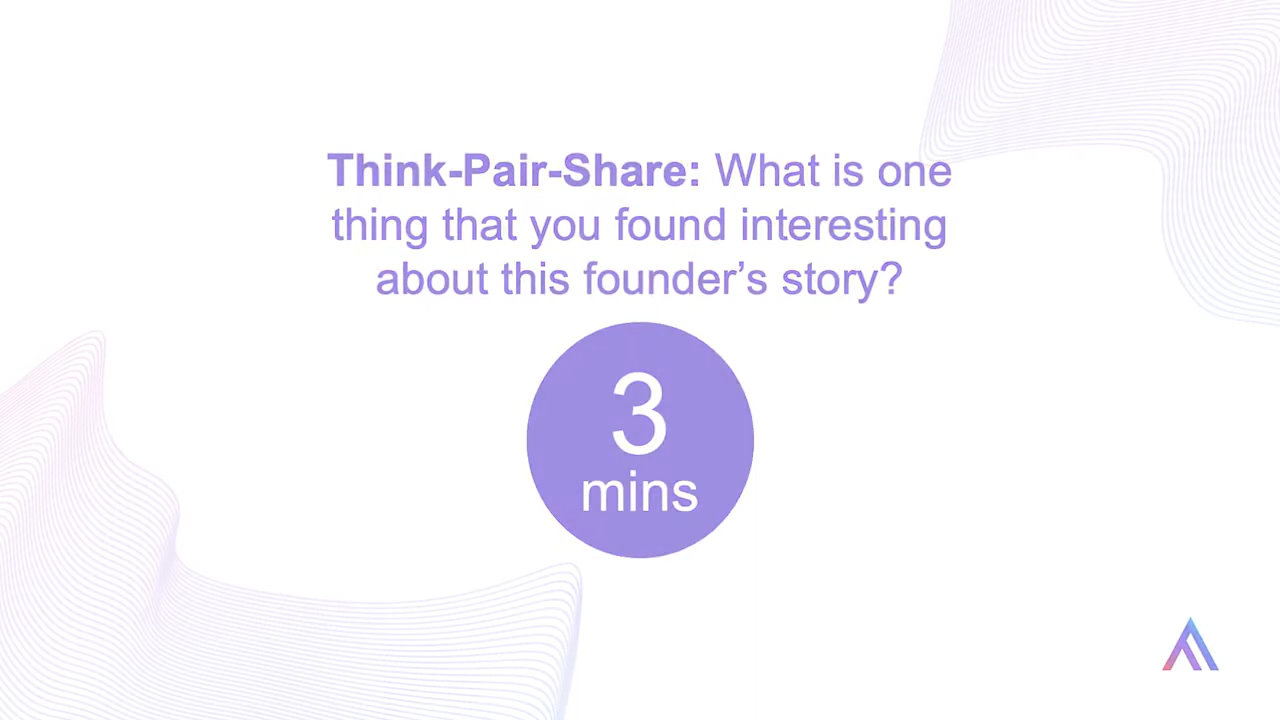 Think-Pair-Share: What is one
thing that you found interesting
about this founder’s story?
3
mins